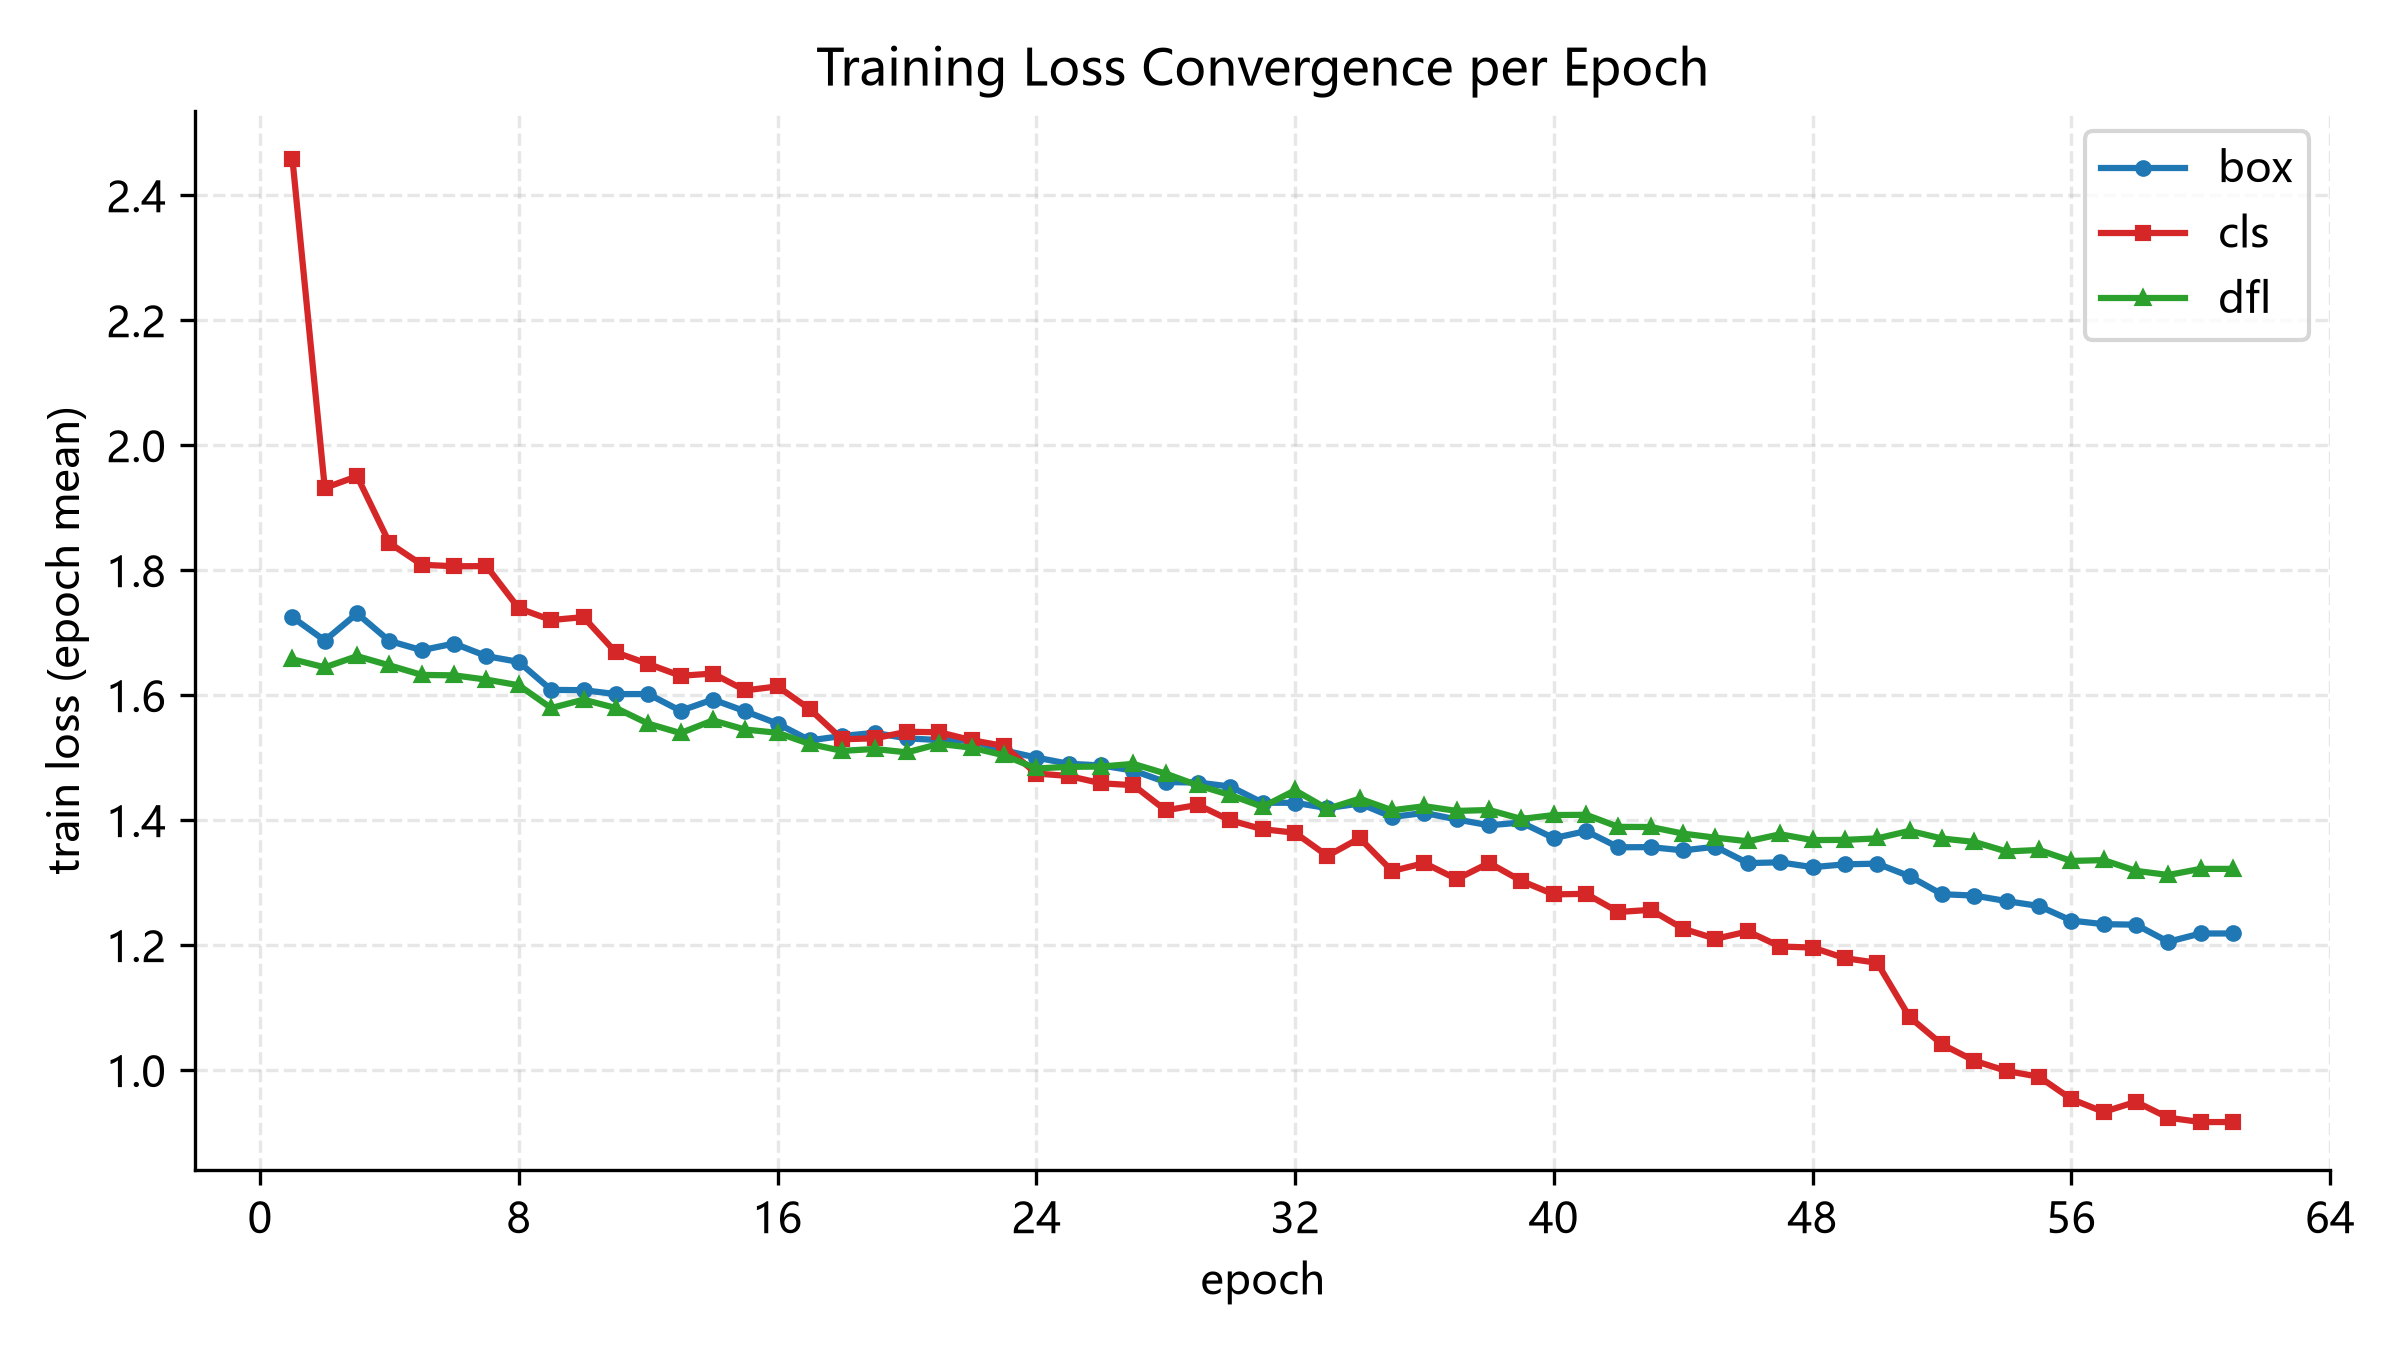 Training Loss Convergence per Epoch
box
cls
dfl
train loss (epoch mean)
2.4
2.2
2.0
1.8
1.6
1.4
1.2
1.0
0 8 16 24 32 40 48 56 64
epoch